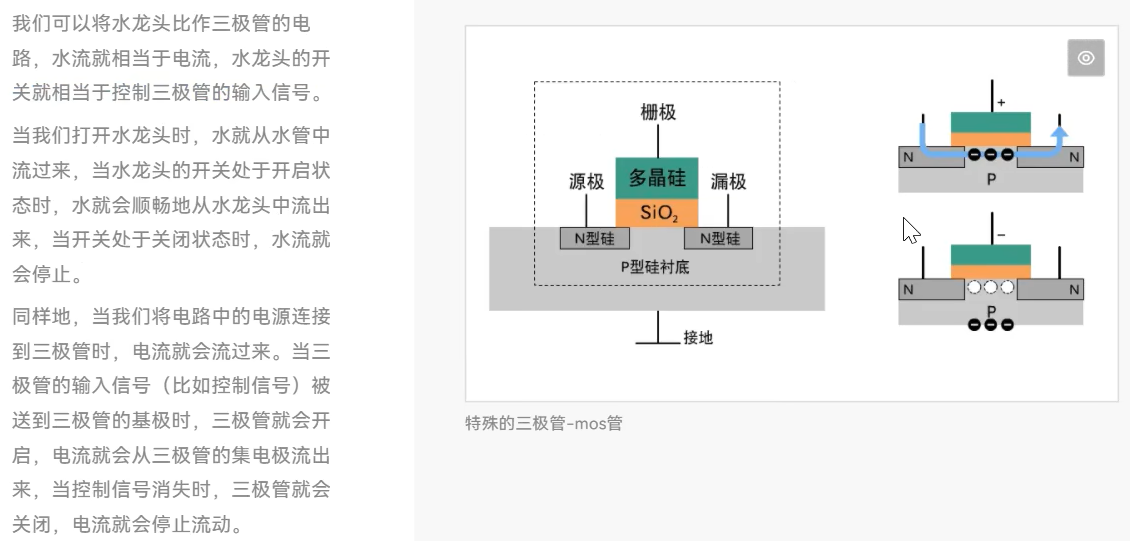 我们可以将水龙头比作三极管的电
路，水流就相当于电流，水龙头的开
关就相当于控制三极管的输入信号。
当我们打开水龙头时，水就从水管中
流过来，当水龙头的开关处于开启状
态时，水就会顺畅地从水龙头中流出
来，当开关处于关闭状态时，水流就
会停止。
同样地，当我们将电路中的电源连接
到三极管时，电流就会流过来。当三
极管的输入信号（比如控制信号）被
送到三极管的基极时，三极管就会开
启，电流就会从三极管的集电极流出
来，当控制信号消失时，三极管就会
关闭，电流就会停止流动。
栅极
源极
多晶硅
漏极
SiO₂
N型硅
N型硅
P型硅衬底
接地
+
N
N
P
−
N
N
P
特殊的三极管-mos管